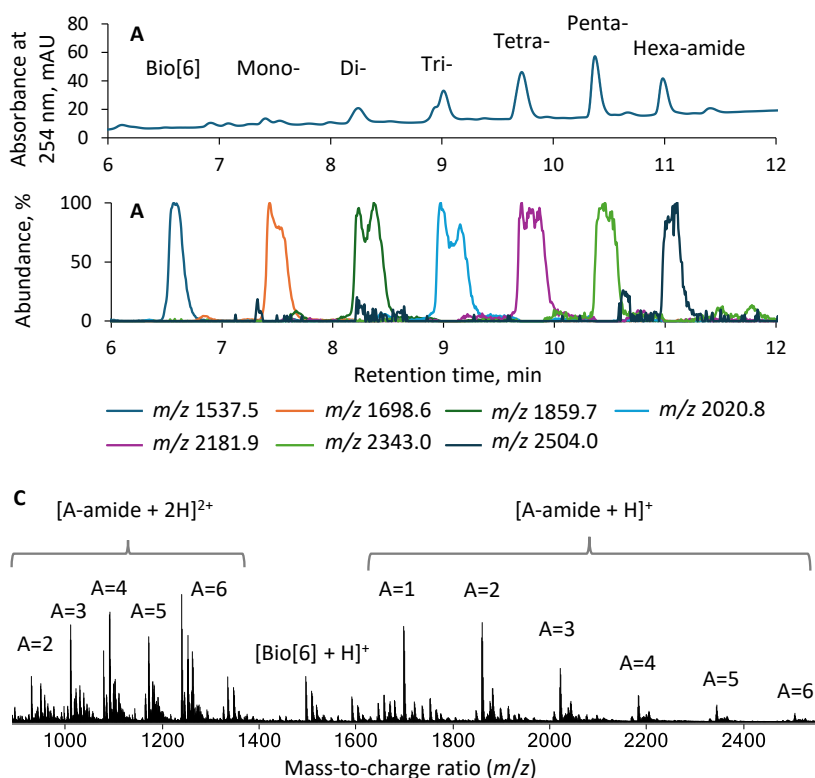 A
Absorbance at
254 nm, mAU
80
60
40
20
0
Bio[6]
Mono-
Di-
Tri-
Tetra-
Penta-
Hexa-amide
6 7 8 9 10 11 12
A
Abundance, %
100
50
0
6 7 8 9 10 11 12
Retention time, min
m/z 1537.5 m/z 1698.6 m/z 1859.7 m/z 2020.8
m/z 2181.9 m/z 2343.0 m/z 2504.0
C
[A-amide + 2H]2+ [A-amide + H]+
A=2
A=3
A=4
A=5
A=6
[Bio[6] + H]+
A=1
A=2
A=3
A=4
A=5
A=6
1000 1200 1400 1600 1800 2000 2200 2400
Mass-to-charge ratio (m/z)